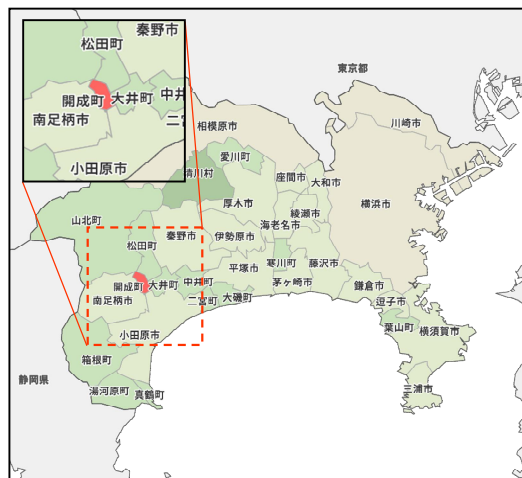 秦野市
松田町
開成町
大井町
中井
南足柄市
二宮
小田原市
東京都
川崎市
相模原市
愛川町
座間市
大和市
清川村
横浜市
厚木市
綾瀬市
山北町
海老名市
秦野市
伊勢原市
松田町
寒川町
藤沢市
平塚市
開成町
大井町
中井町
茅ヶ崎市
鎌倉市
南足柄市
二宮町
大磯町
逗子市
葉山町
横須賀市
小田原市
箱根町
静岡県
三浦市
湯河原町
真鶴町